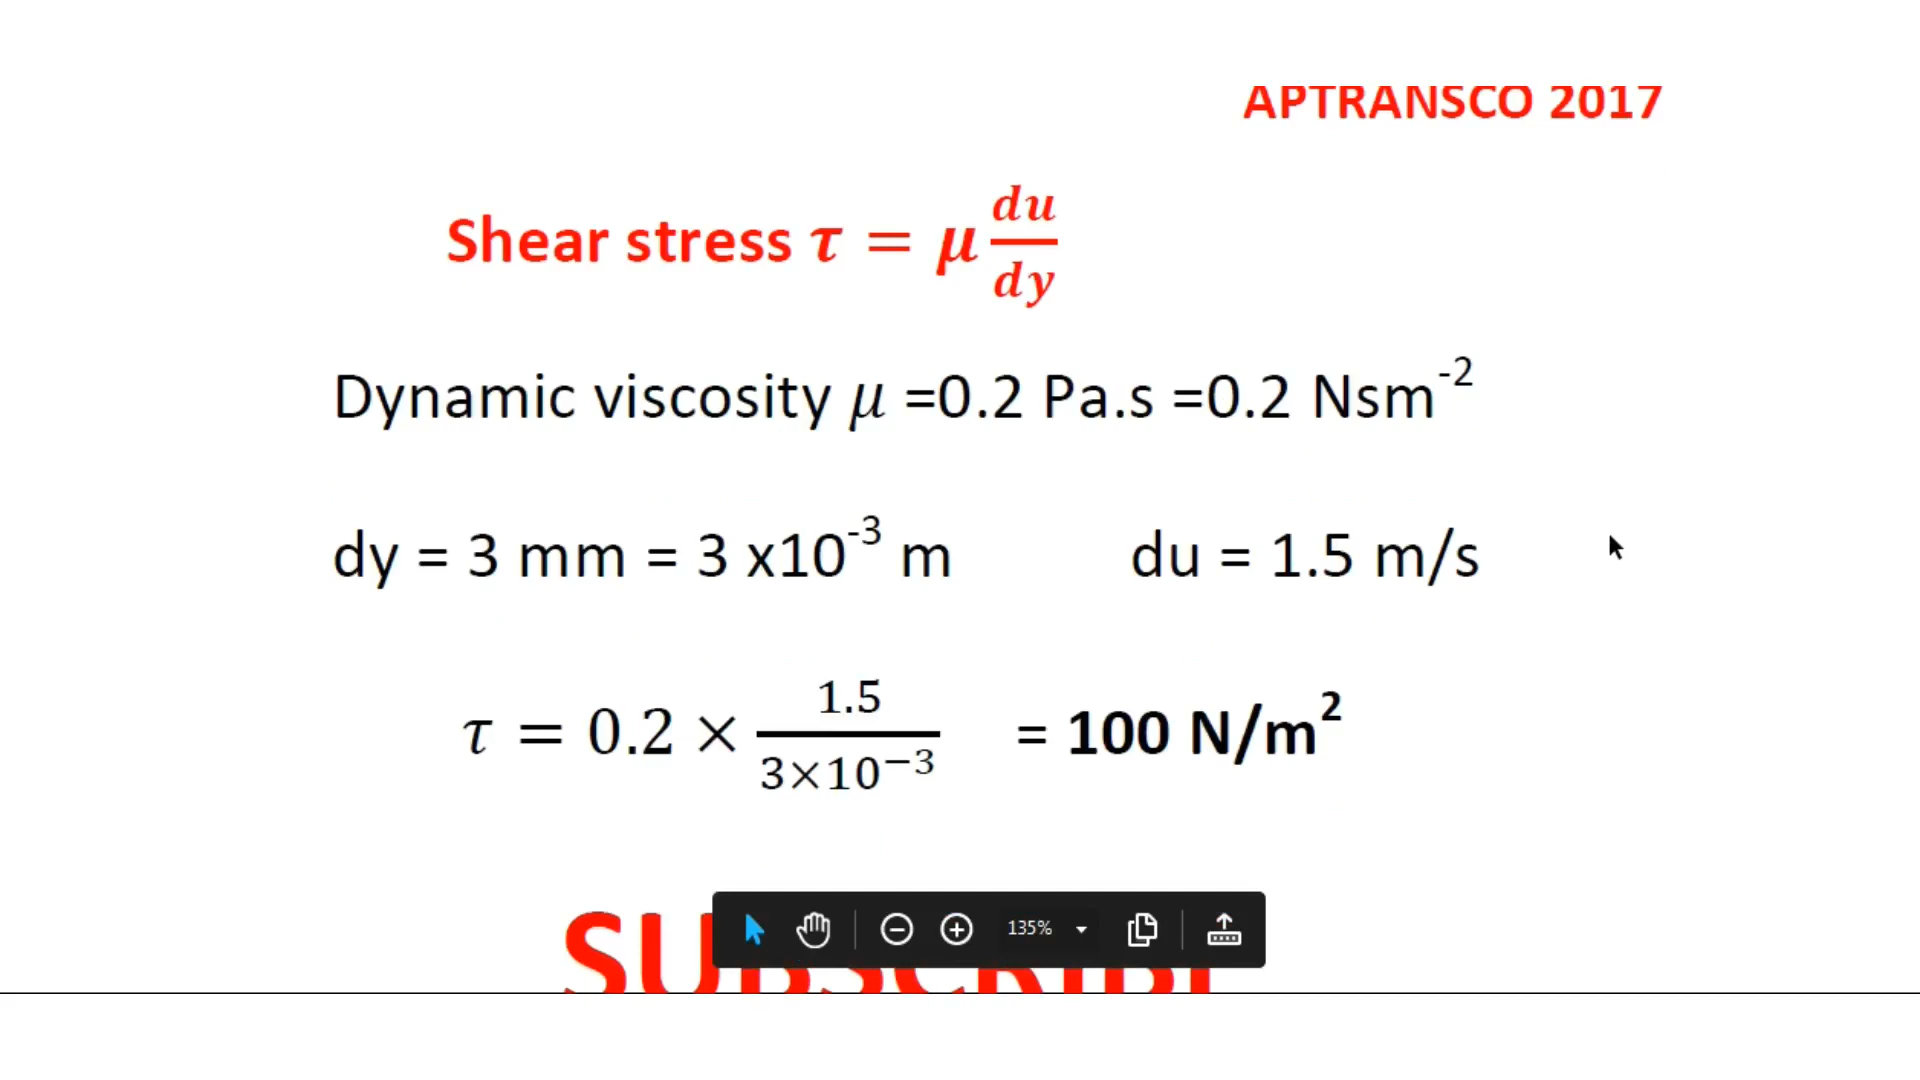 APTRANSCO 2017
Shear stress τ = μ du/dy
Dynamic viscosity μ =0.2 Pa.s =0.2 Nsm⁻²
dy = 3 mm = 3 x10⁻³ m du = 1.5 m/s
τ = 0.2 × 1.5/3×10⁻³ = 100 N/m²
135%